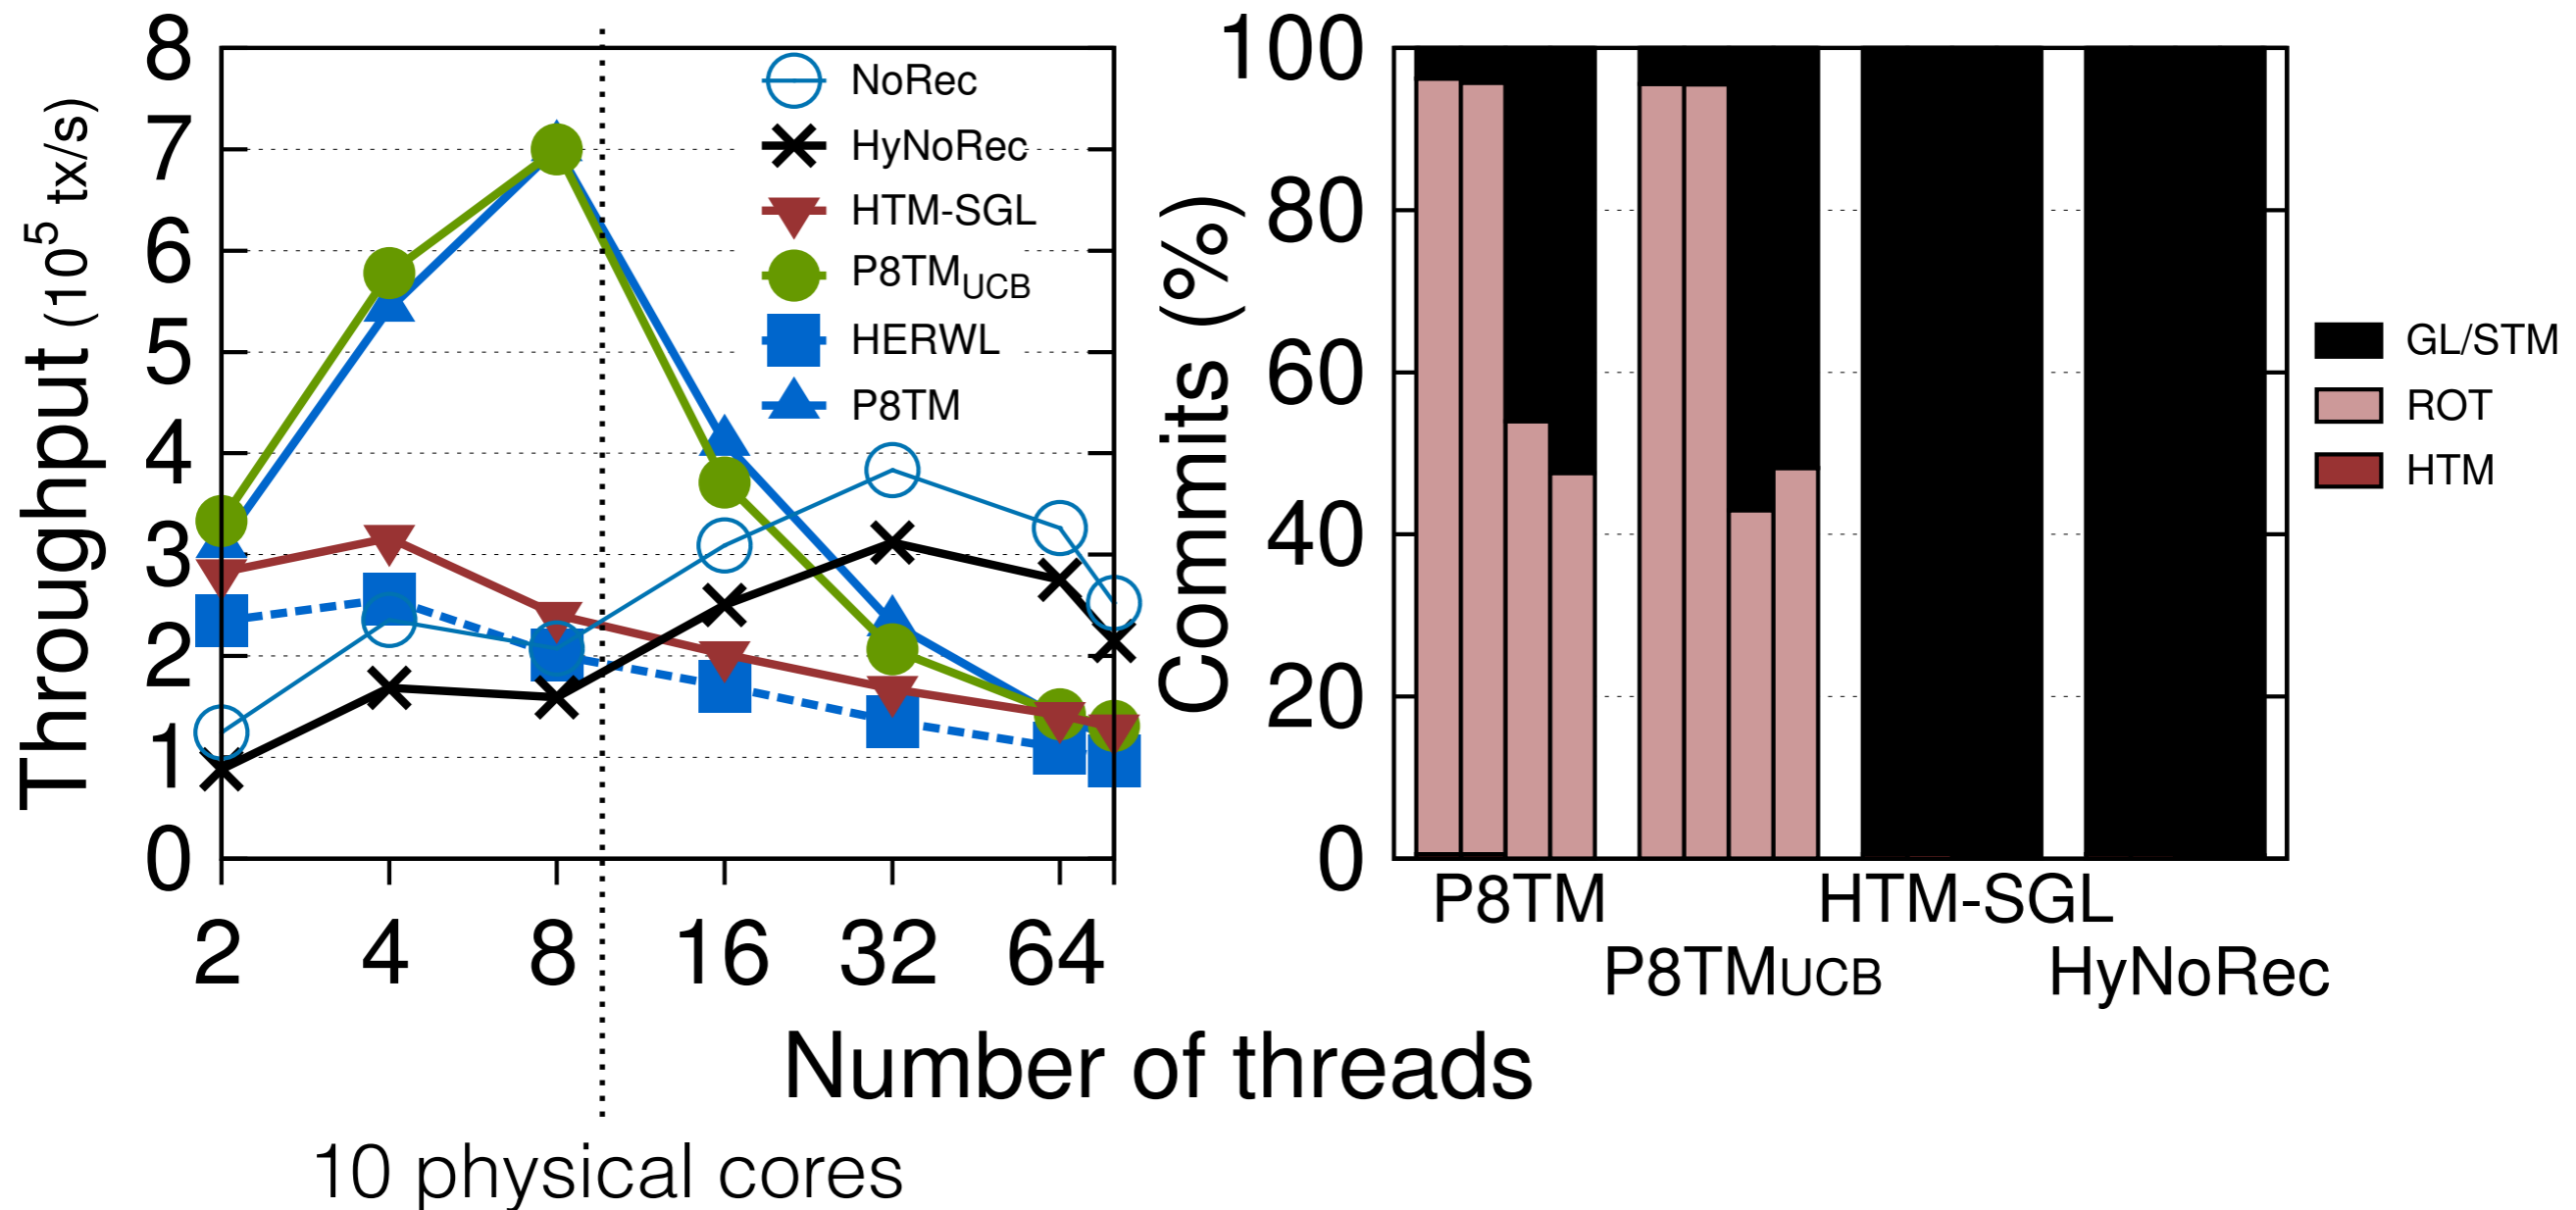 Throughput (10^5 tx/s)
8
7
6
5
4
3
2
1
0
2 4 8 16 32 64
NoRec
HyNoRec
HTM-SGL
P8TM_UCB
HERWL
P8TM
Commits (%)
100
80
60
40
20
0
P8TM HTM-SGL
P8TMUCB HyNoRec
GL/STM
ROT
HTM
Number of threads
10 physical cores